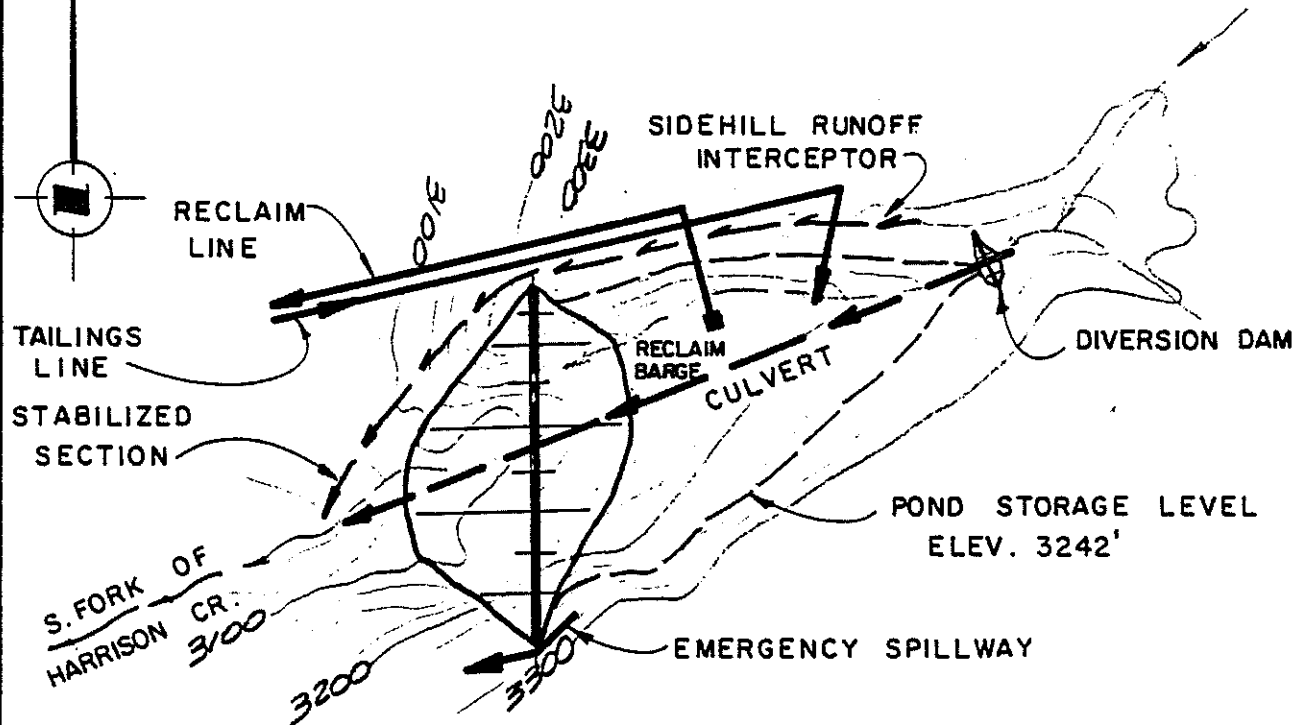 SIDEHILL RUNOFF
INTERCEPTOR
3200
3300
3100
RECLAIM
LINE
TAILINGS
LINE
STABILIZED
SECTION
RECLAIM
BARGE
CULVERT
DIVERSION DAM
POND STORAGE LEVEL
ELEV. 3242'
S. FORK OF
HARRISON CR.
3100
3200
3300
EMERGENCY SPILLWAY